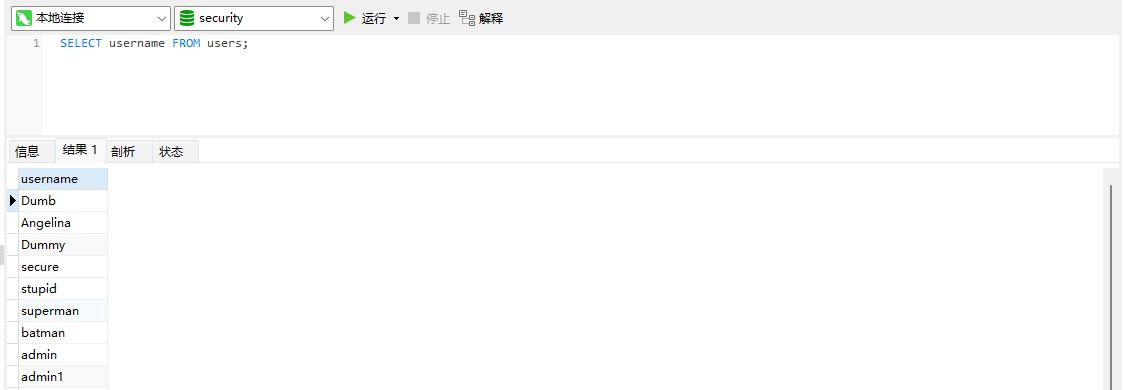 本地连接 security 运行 停止 解释
1 SELECT username FROM users;
信息 结果 1 剖析 状态
username
Dumb
Angelina
Dummy
secure
stupid
superman
batman
admin
admin1